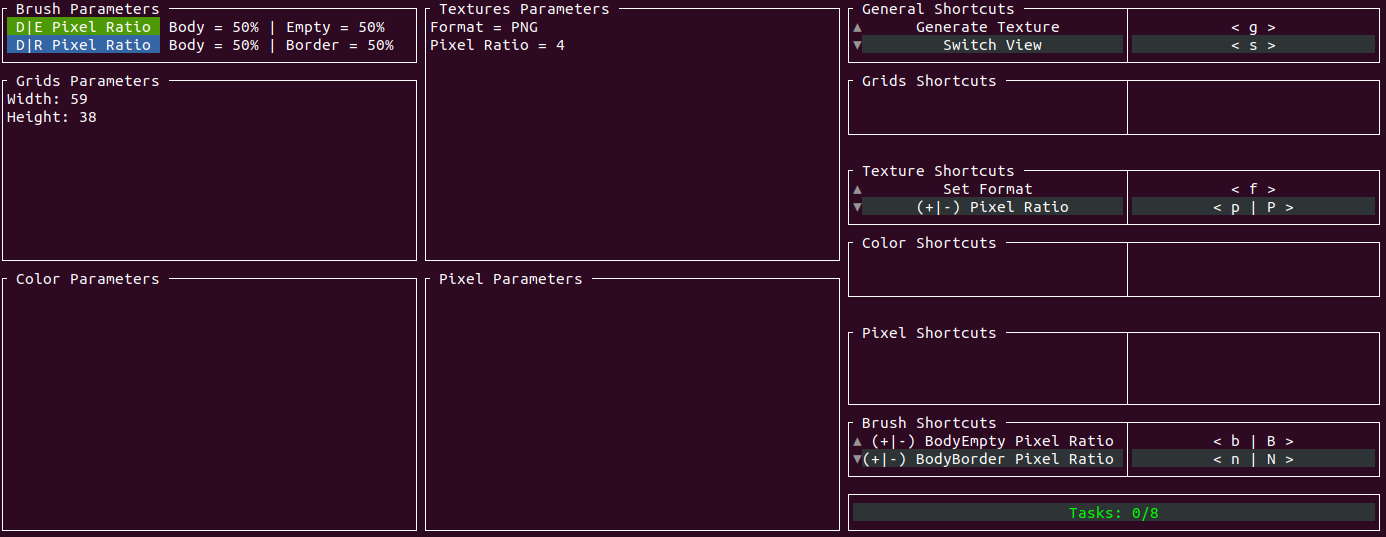 Brush Parameters
D|E Pixel Ratio Body = 50% | Empty = 50%
D|R Pixel Ratio Body = 50% | Border = 50%
Grids Parameters
Width: 59
Height: 38
Color Parameters
Textures Parameters
Format = PNG
Pixel Ratio = 4
Pixel Parameters
General Shortcuts
▲ Generate Texture < g >
▼ Switch View < s >
Grids Shortcuts
Texture Shortcuts
▲ Set Format < f >
▼ (+|-) Pixel Ratio < p | P >
Color Shortcuts
Pixel Shortcuts
Brush Shortcuts
▲ (+|-) BodyEmpty Pixel Ratio < b | B >
▼(+|-) BodyBorder Pixel Ratio < n | N >
Tasks: 0/8